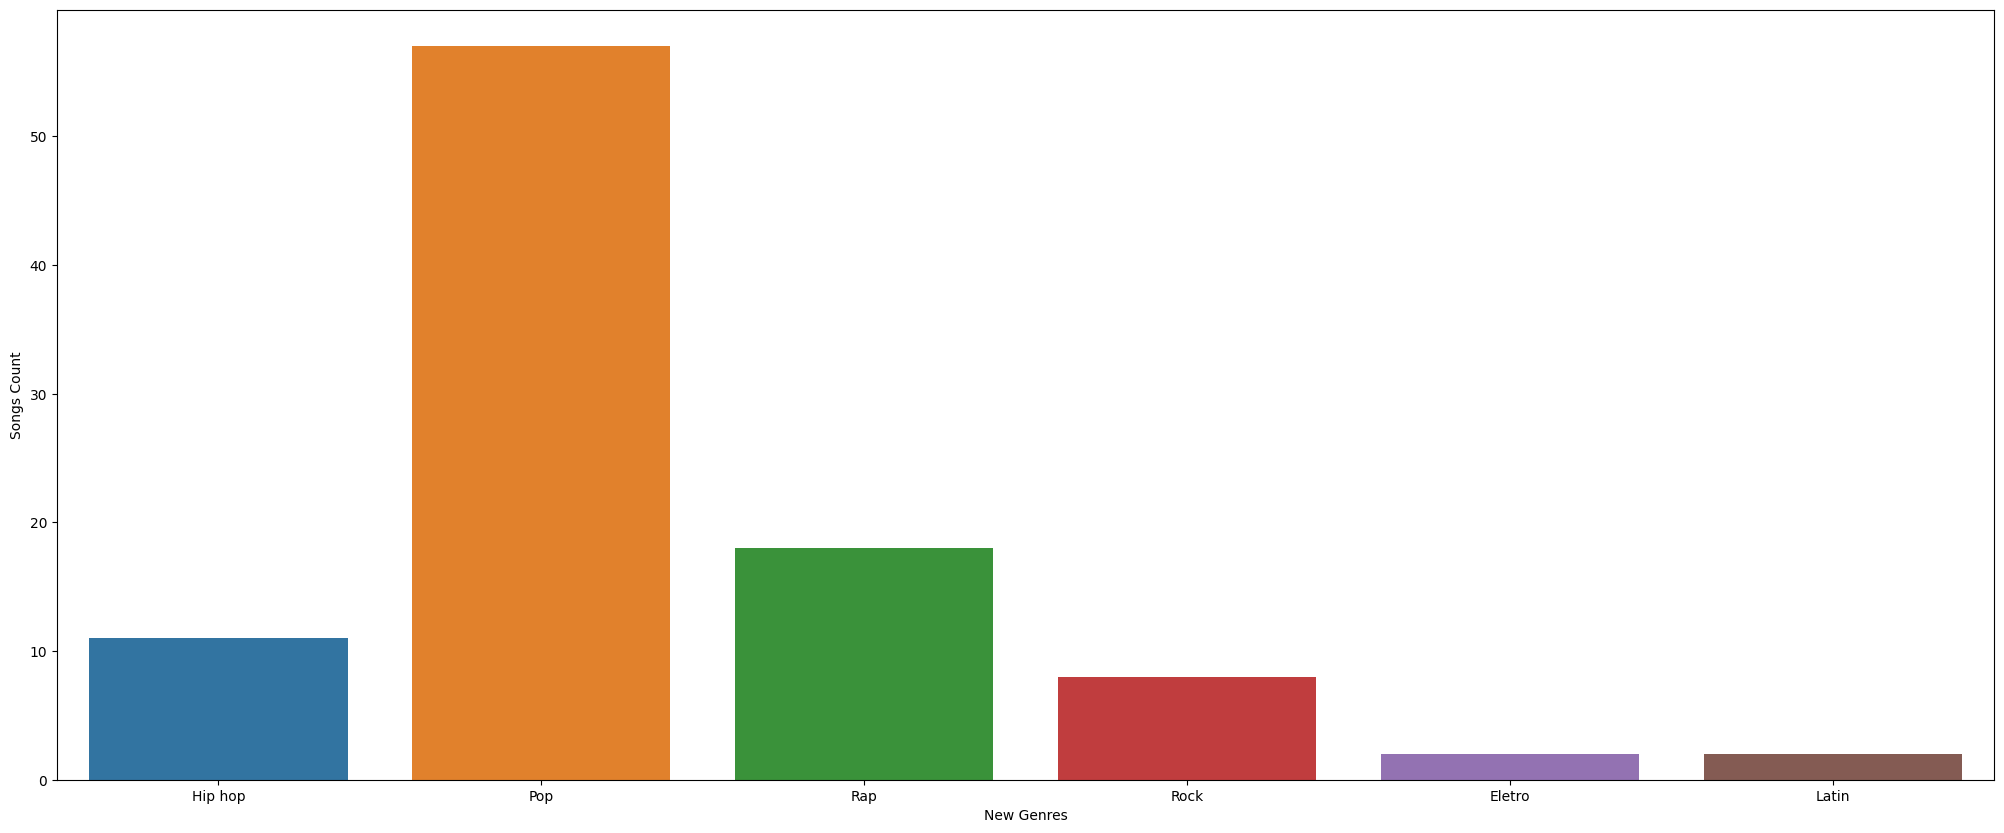 50
40
30
20
10
0
Songs Count
Hip hop
Pop
Rap
Rock
Eletro
Latin
New Genres